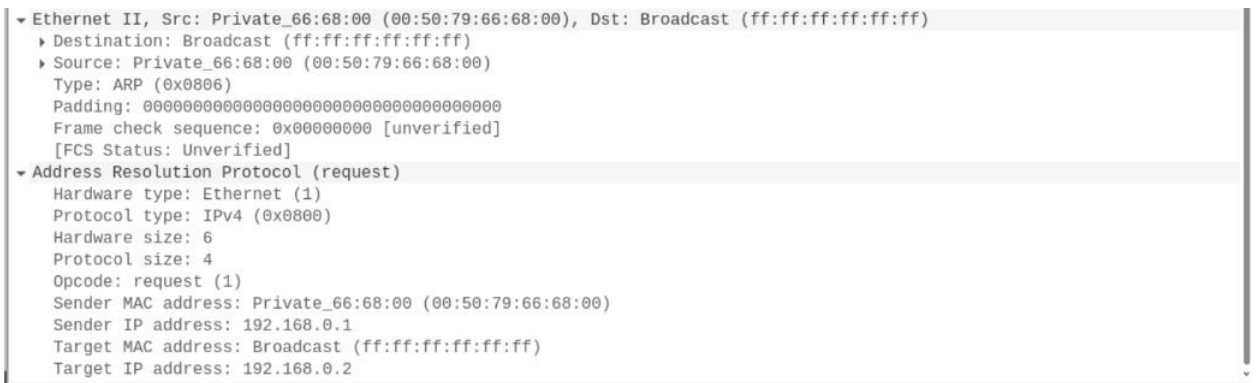 Ethernet II, Src: Private_66:68:00 (00:50:79:66:68:00), Dst: Broadcast (ff:ff:ff:ff:ff:ff)
Destination: Broadcast (ff:ff:ff:ff:ff:ff)
Source: Private_66:68:00 (00:50:79:66:68:00)
Type: ARP (0x0806)
Padding: 000000000000000000000000000000000000
Frame check sequence: 0x00000000 [unverified]
[FCS Status: Unverified]
Address Resolution Protocol (request)
Hardware type: Ethernet (1)
Protocol type: IPv4 (0x0800)
Hardware size: 6
Protocol size: 4
Opcode: request (1)
Sender MAC address: Private_66:68:00 (00:50:79:66:68:00)
Sender IP address: 192.168.0.1
Target MAC address: Broadcast (ff:ff:ff:ff:ff:ff)
Target IP address: 192.168.0.2